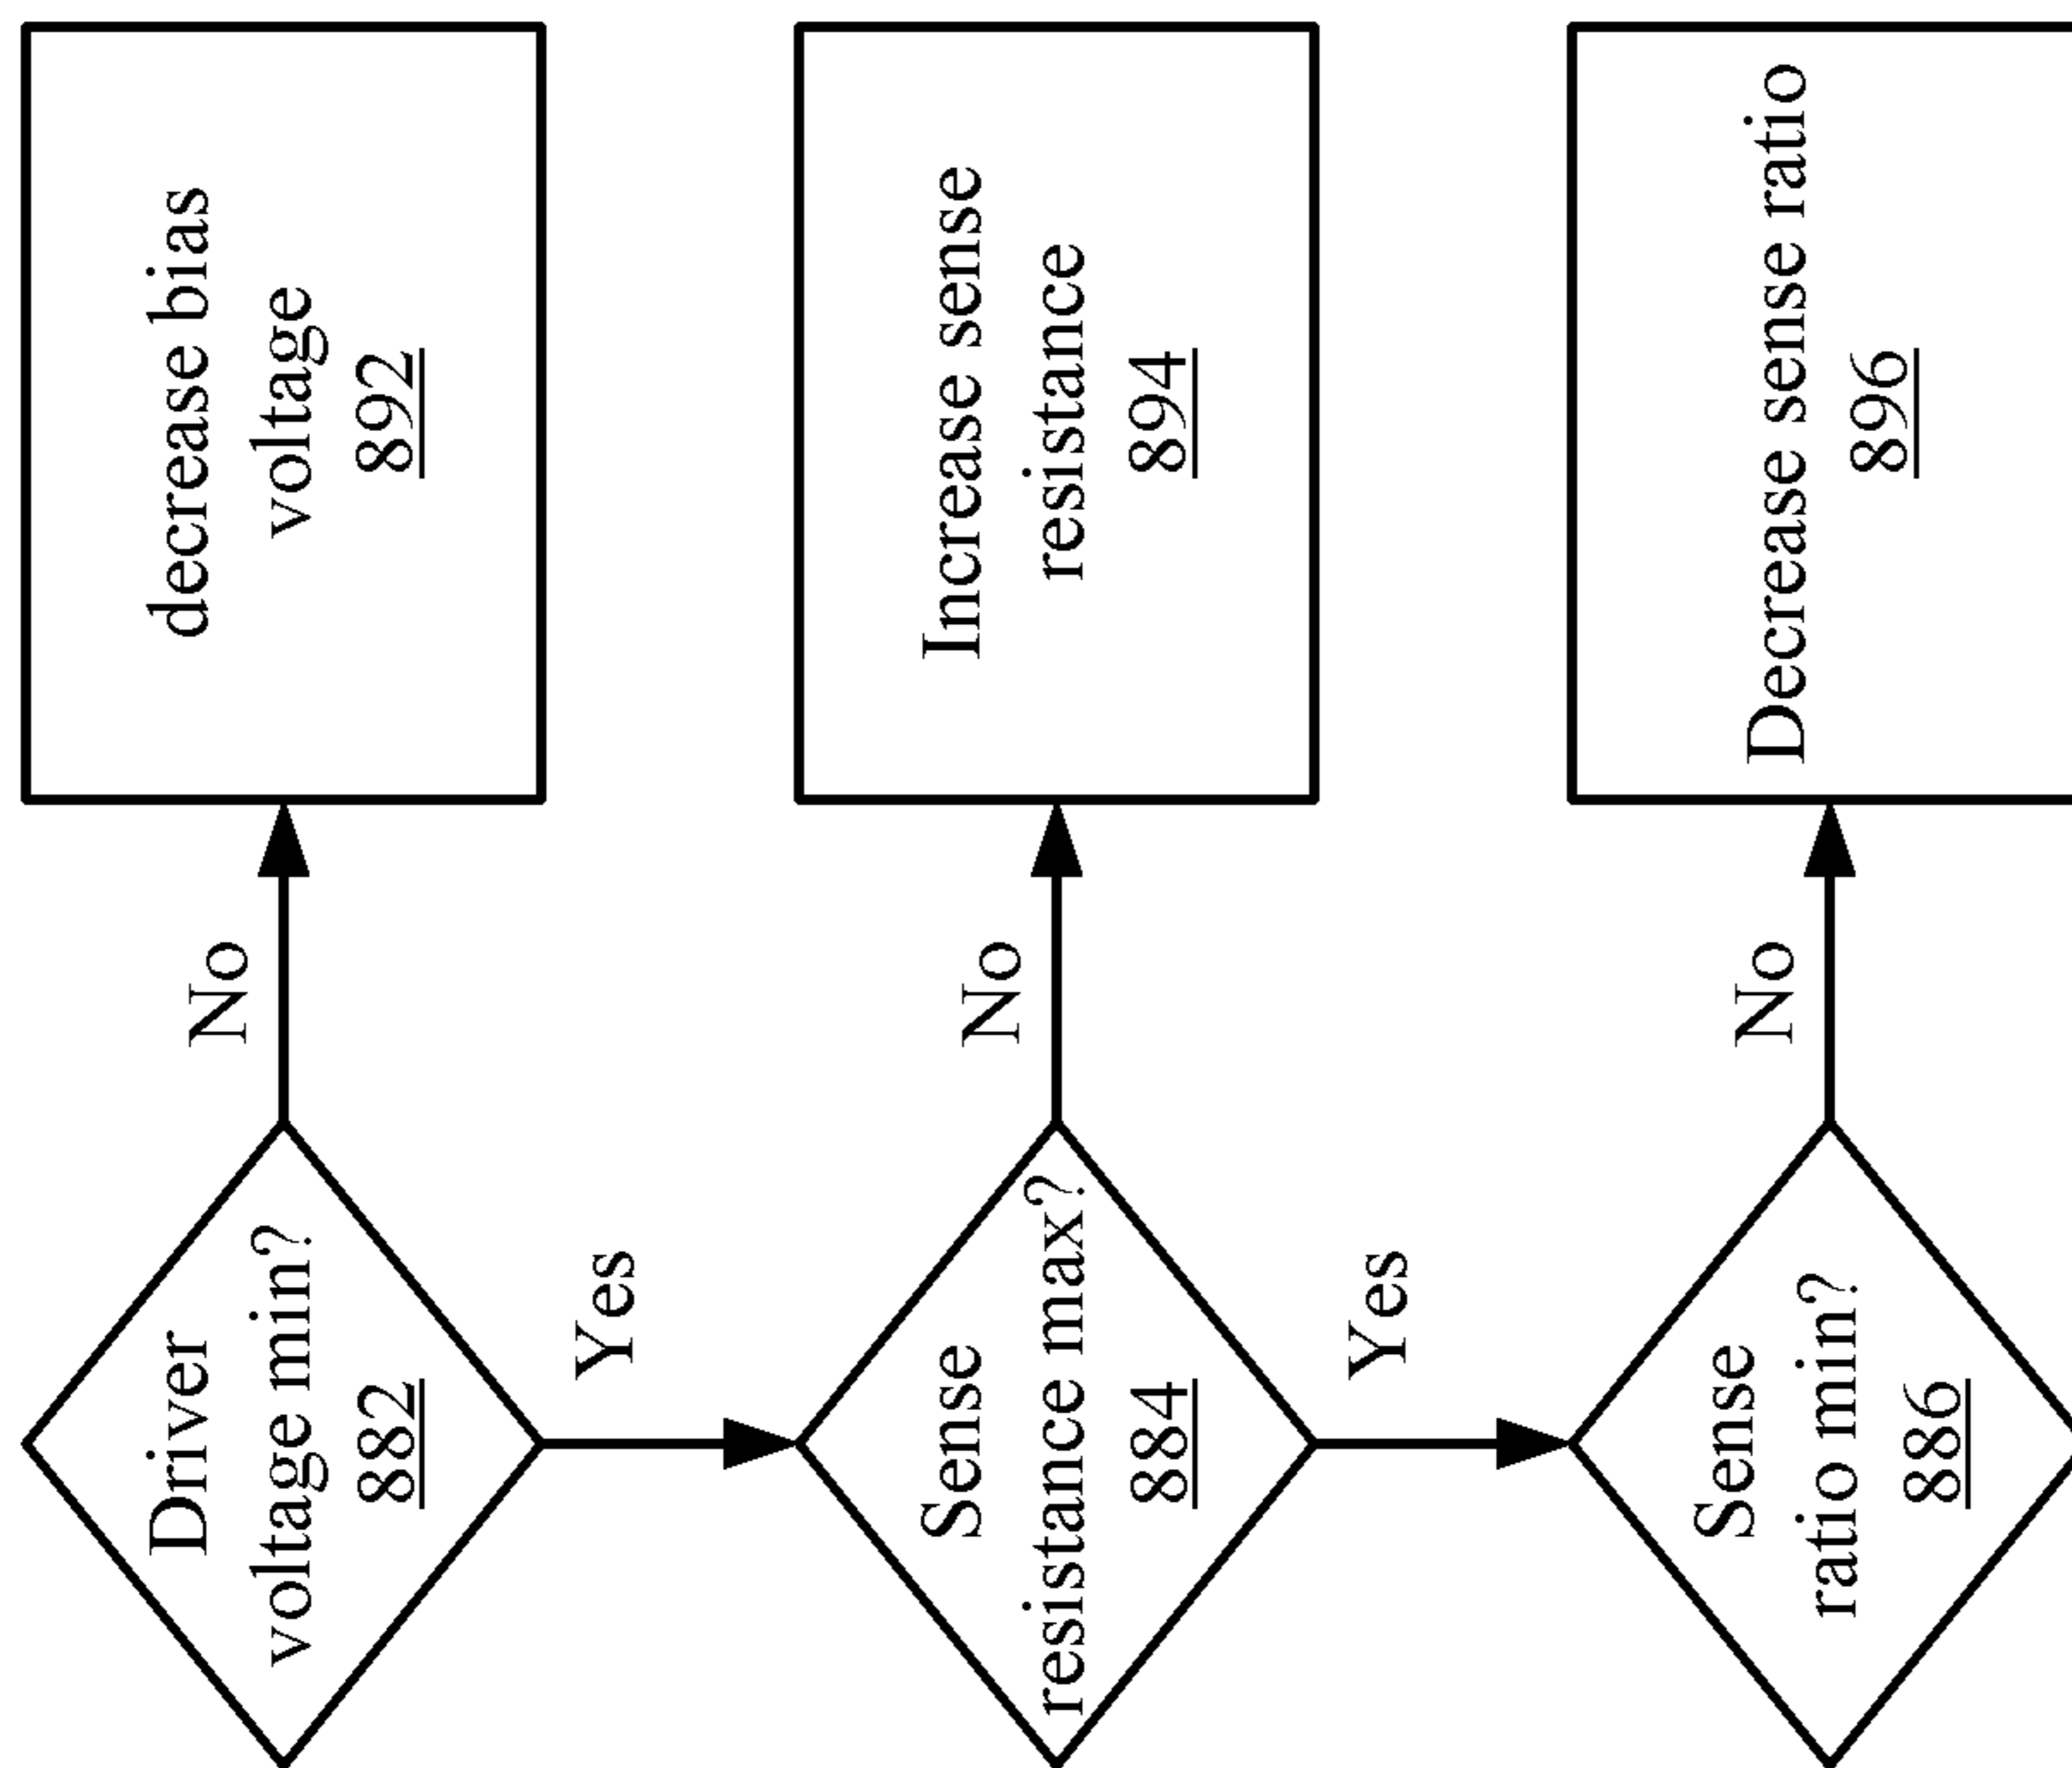 Driver
voltage min?
882
No
decrease bias
voltage
892
Yes
Sense
resistance max?
884
No
Increase sense
resistance
894
Yes
Sense
ratio min?
886
No
Decrease sense ratio
896